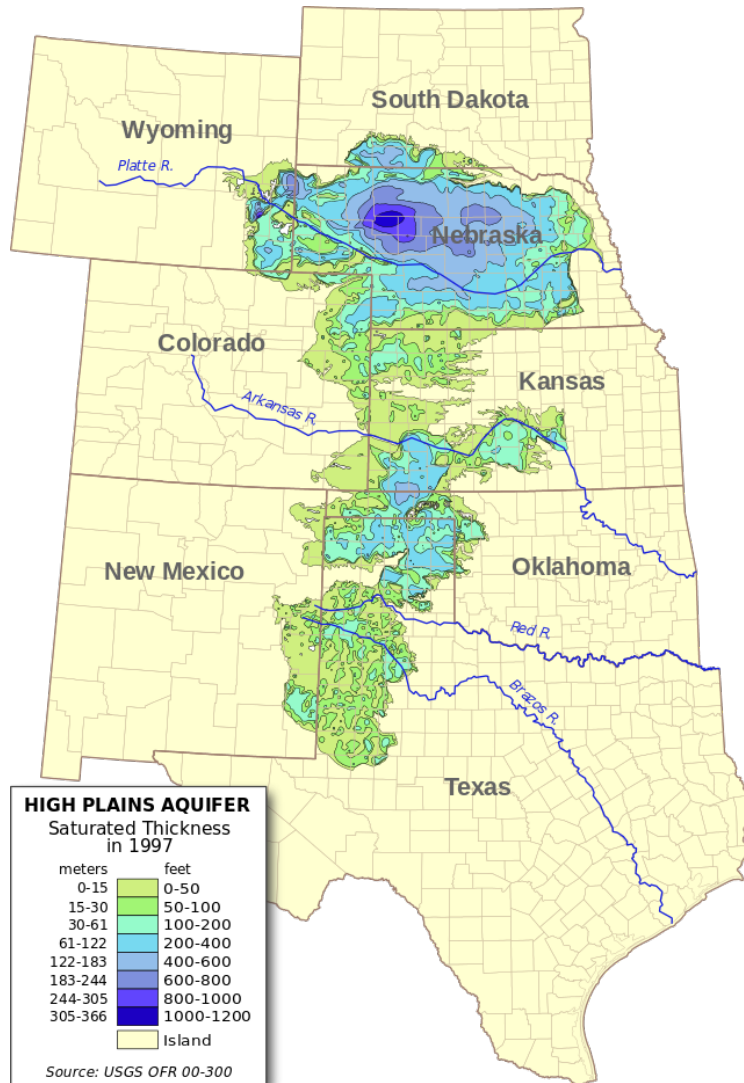 South Dakota
Wyoming
Platte R.
Nebraska
Colorado
Kansas
Arkansas R.
New Mexico
Oklahoma
Red R.
Brazos R.
Texas
HIGH PLAINS AQUIFER
Saturated Thickness
in 1997
meters feet
0-15 0-50
15-30 50-100
30-61 100-200
61-122 200-400
122-183 400-600
183-244 600-800
244-305 800-1000
305-366 1000-1200
Island
Source: USGS OFR 00-300